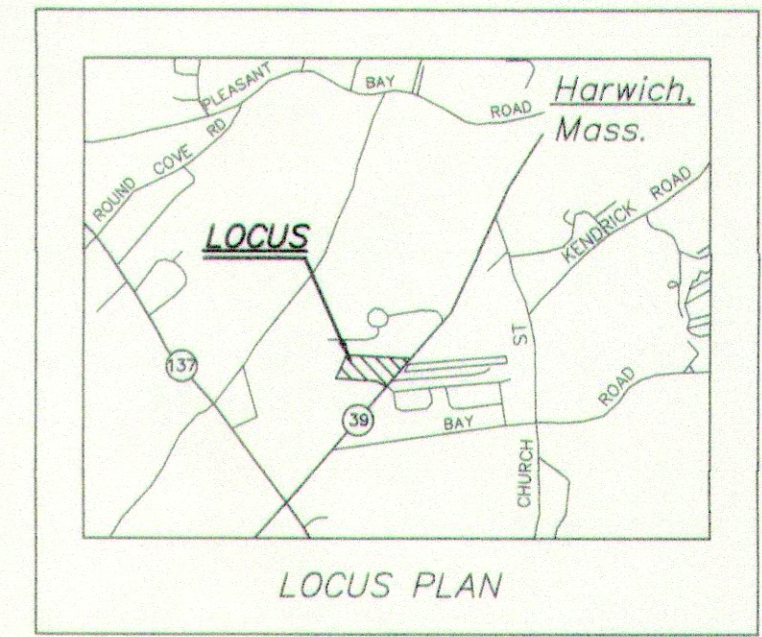 PLEASANT
BAY
ROAD
Harwich,
Mass.
ROUND COVE RD
KENDRICK ROAD
LOCUS
137
39
ST
ROAD
BAY
CHURCH
LOCUS PLAN